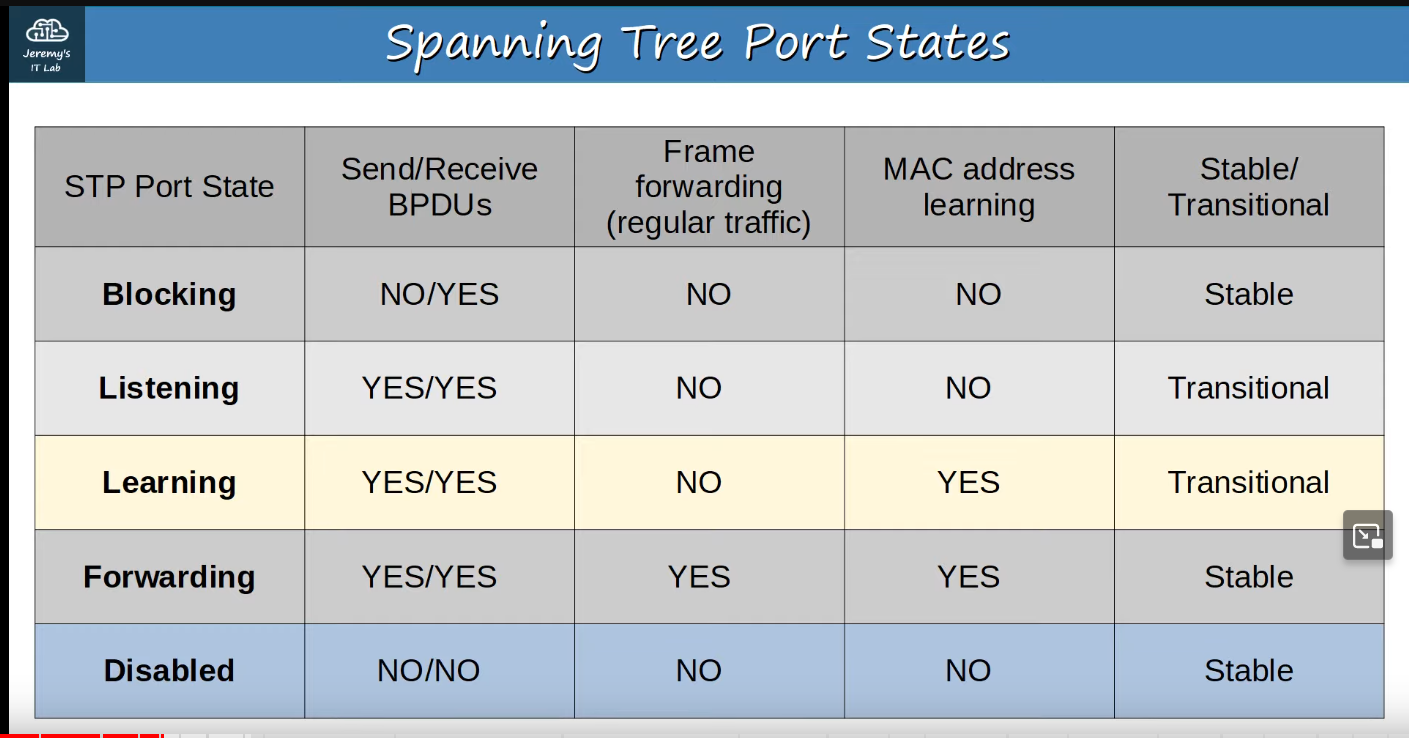 Jeremy's
IT Lab
Spanning Tree Port States
STP Port State
Send/Receive
BPDUs
Frame
forwarding
(regular traffic)
MAC address
learning
Stable/
Transitional
Blocking NO/YES NO NO Stable
Listening YES/YES NO NO Transitional
Learning YES/YES NO YES Transitional
Forwarding YES/YES YES YES Stable
Disabled NO/NO NO NO Stable